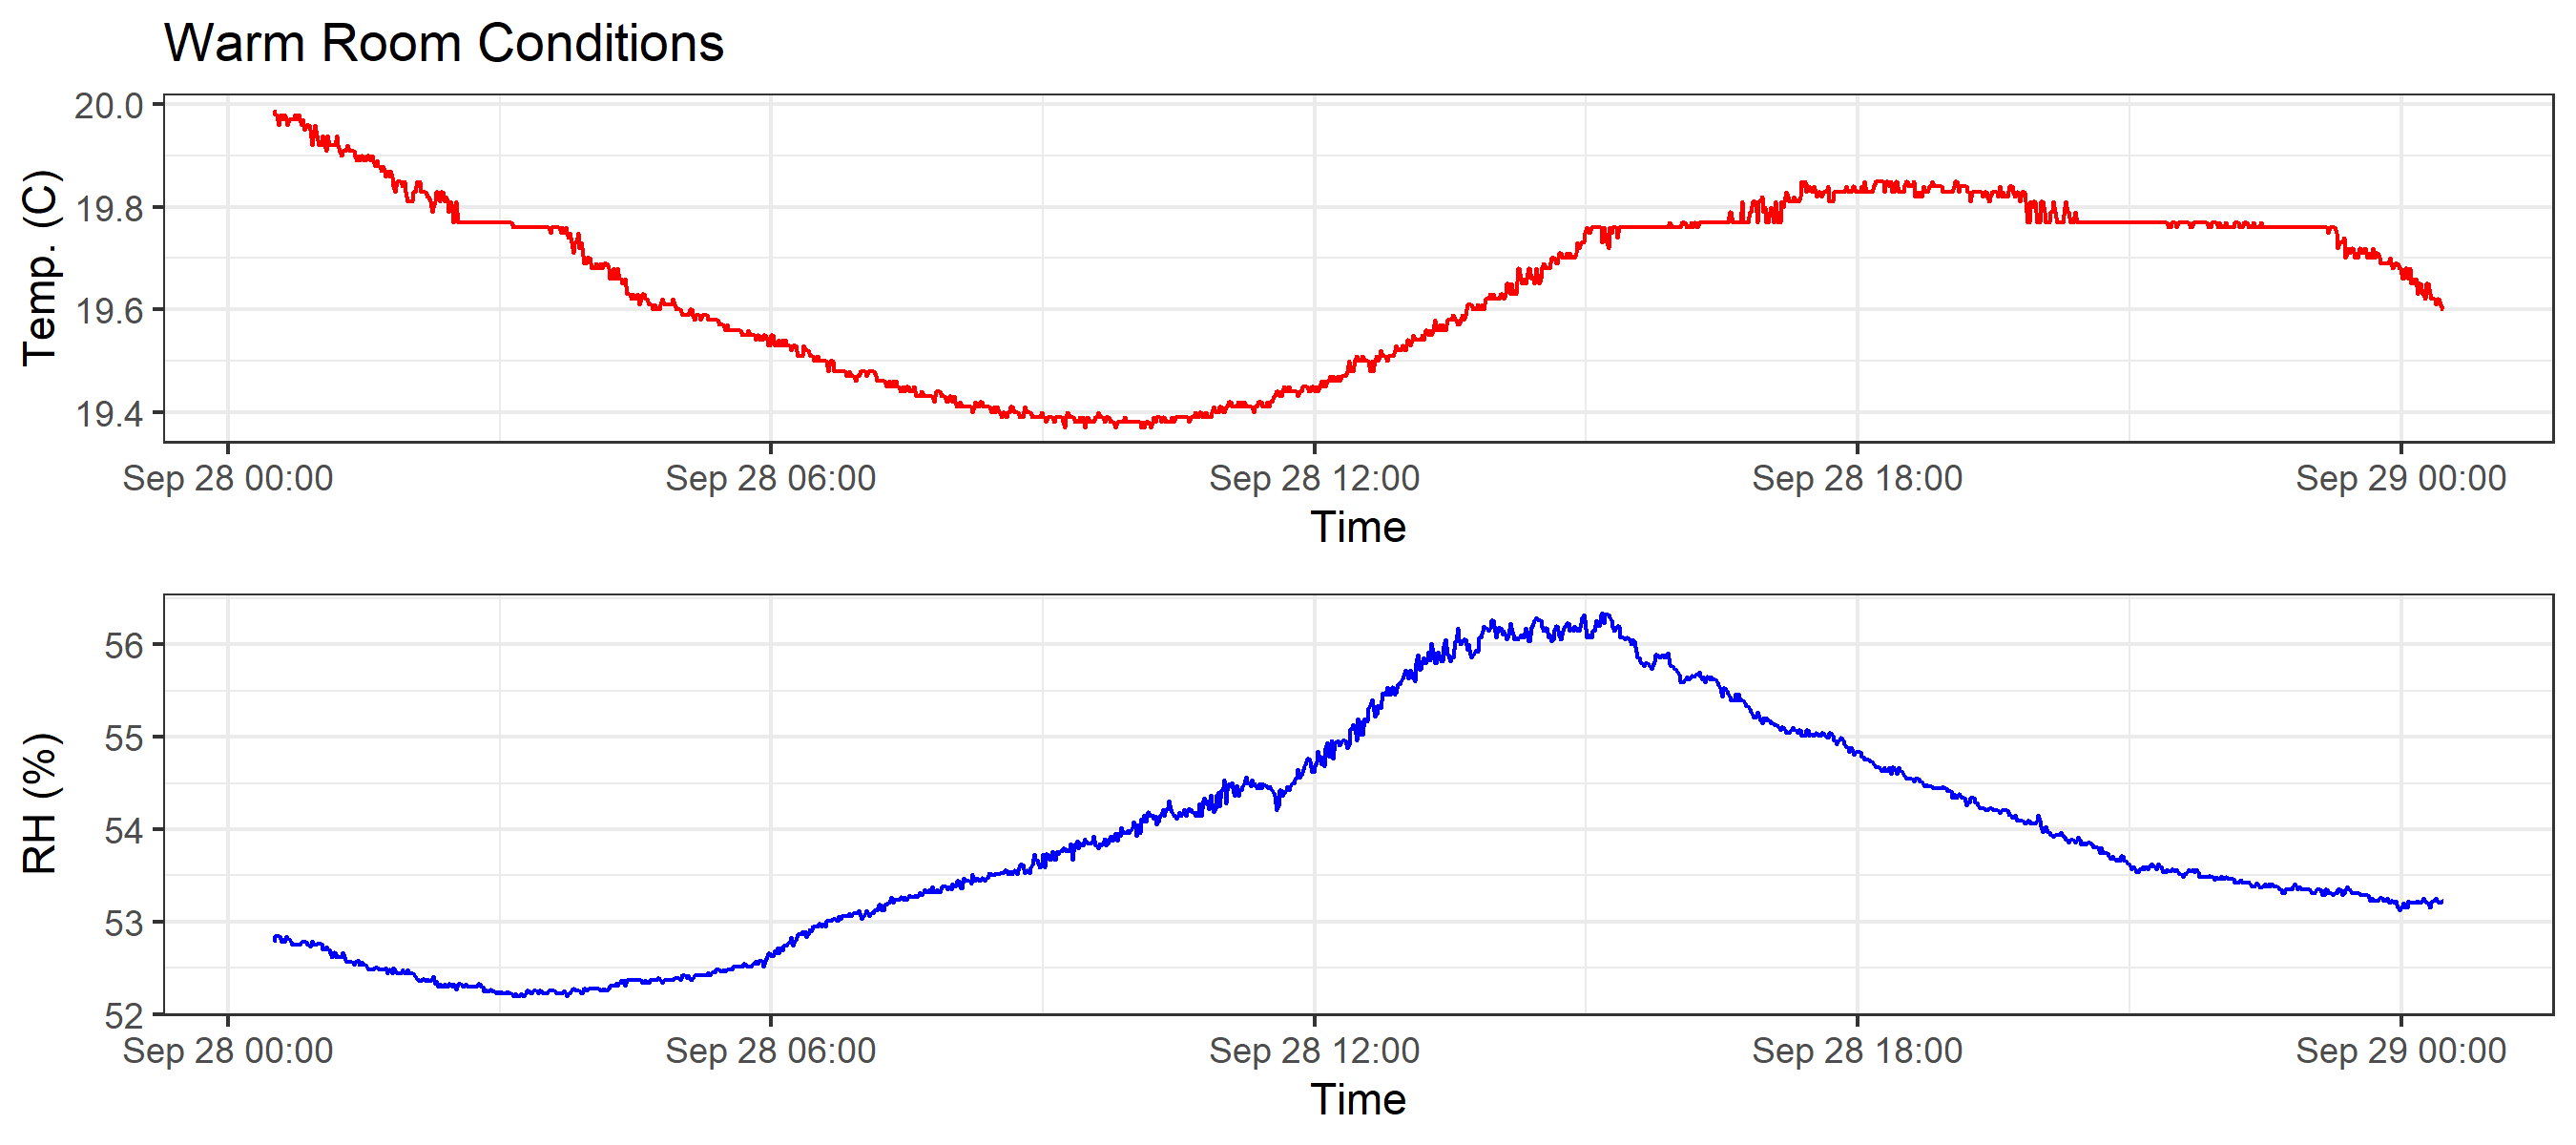 Warm Room Conditions
20.0
19.8
19.6
19.4
Temp. (C)
Sep 28 00:00 Sep 28 06:00 Sep 28 12:00 Sep 28 18:00 Sep 29 00:00
Time
56
55
54
53
52
RH (%)
Sep 28 00:00 Sep 28 06:00 Sep 28 12:00 Sep 28 18:00 Sep 29 00:00
Time